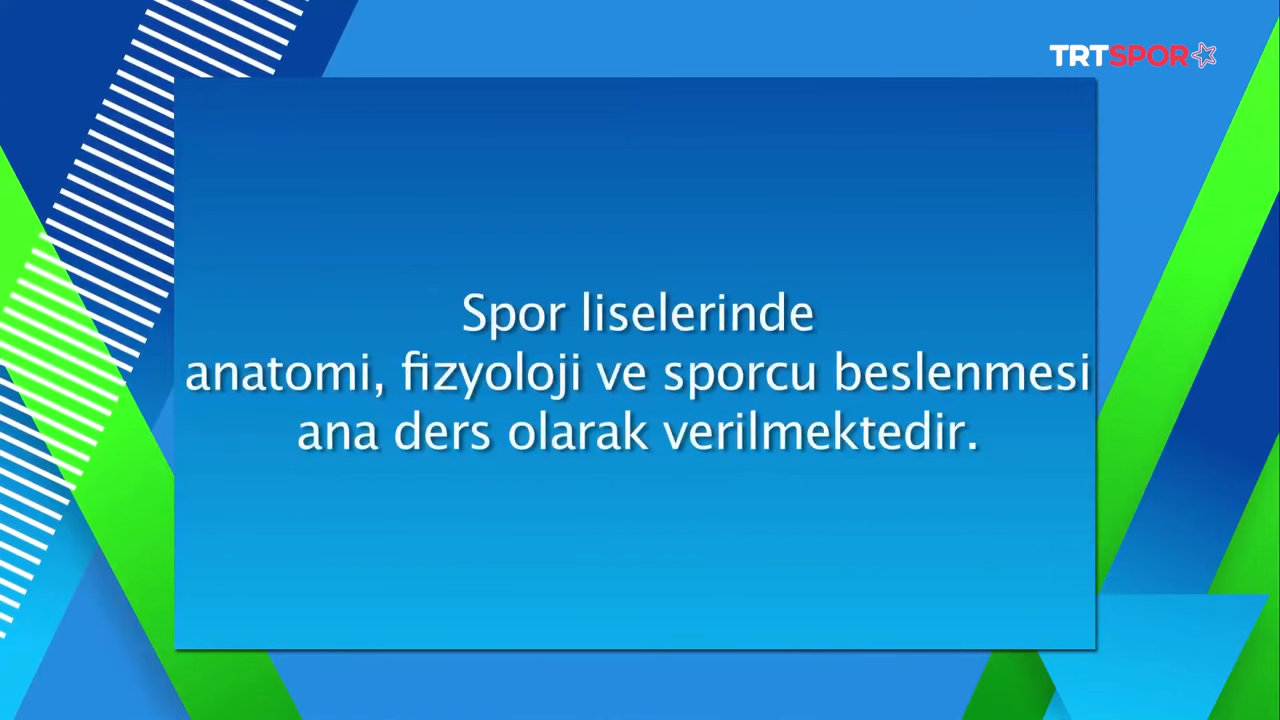 TRTSPOR
Spor liselerinde
anatomi, fizyoloji ve sporcu beslenmesi
ana ders olarak verilmektedir.